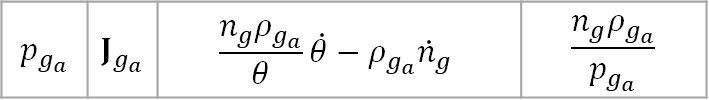 p_{g_a} | \mathbf{J}_{g_a} | \frac{n_g \rho_{g_a}}{\theta} \dot{\theta} - \rho_{g_a} \dot{n}_g | \frac{n_g \rho_{g_a}}{p_{g_a}}